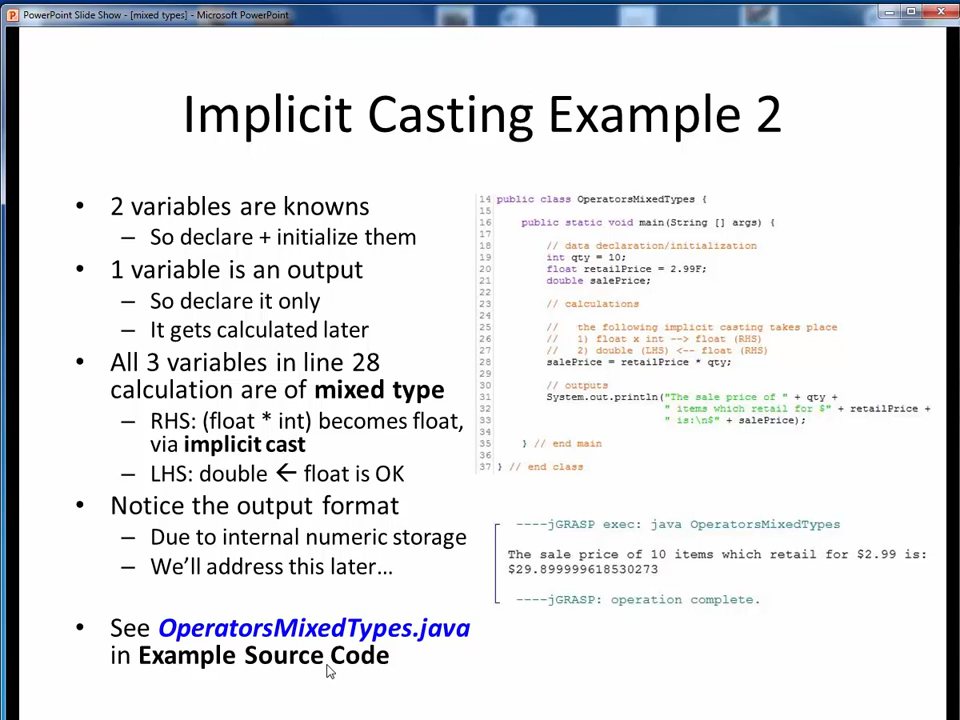 PowerPoint Slide Show - [mixed types] - Microsoft PowerPoint
Implicit Casting Example 2
• 2 variables are knowns
– So declare + initialize them
• 1 variable is an output
– So declare it only
– It gets calculated later
• All 3 variables in line 28
calculation are of mixed type
– RHS: (float * int) becomes float,
via implicit cast
– LHS: double ← float is OK
• Notice the output format
– Due to internal numeric storage
– We'll address this later…
• See OperatorsMixedTypes.java
in Example Source Code
14 public class OperatorsMixedTypes {
15
16 public static void main(String [] args) {
17
18 // data declaration/initialization
19 int qty = 10;
20 float retailPrice = 2.99F;
21 double salePrice;
22
23 // calculations
24
25 // the following implicit casting takes place
26 // 1) float x int --> float (RHS)
27 // 2) double (LHS) <-- float (RHS)
28 salePrice = retailPrice * qty;
29
30 // outputs
31 System.out.println("The sale price of " + qty +
32 " items which retail for $" + retailPrice +
33 " is:\n$" + salePrice);
34
35 } // end main
36
37 } // end class
----jGRASP exec: java OperatorsMixedTypes
The sale price of 10 items which retail for $2.99 is:
$29.899999618530273
----jGRASP: operation complete.